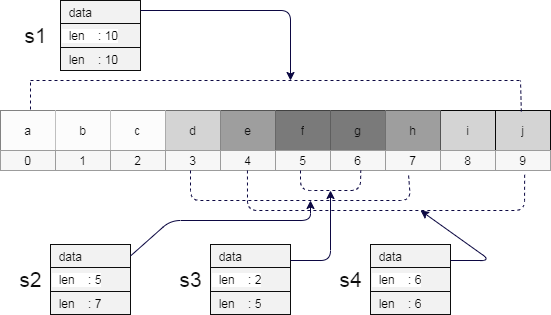 data
s1
len : 10
len : 10
a b c d e f g h i j
0 1 2 3 4 5 6 7 8 9
data data data
s2 len : 5 s3 len : 2 s4 len : 6
len : 7 len : 5 len : 6